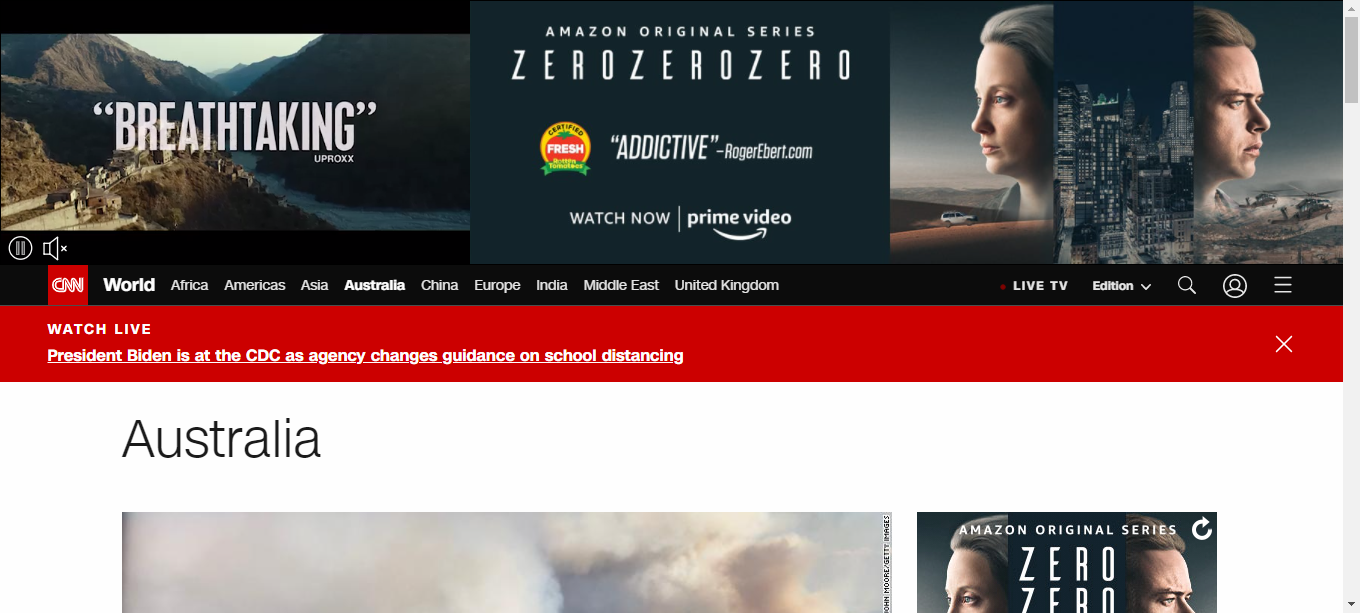 “BREATHTAKING”
UPROXX
AMAZON ORIGINAL SERIES
ZEROZEROZERO
CERTIFIED
FRESH
Rotten
Tomatoes
“ADDICTIVE”–RogerEbert.com
WATCH NOW | prime video
CNN World Africa Americas Asia Australia China Europe India Middle East United Kingdom LIVE TV Edition
WATCH LIVE
President Biden is at the CDC as agency changes guidance on school distancing
Australia
JOHN MOORE/GETTY IMAGES
AMAZON ORIGINAL SERIES
ZERO
ZERO